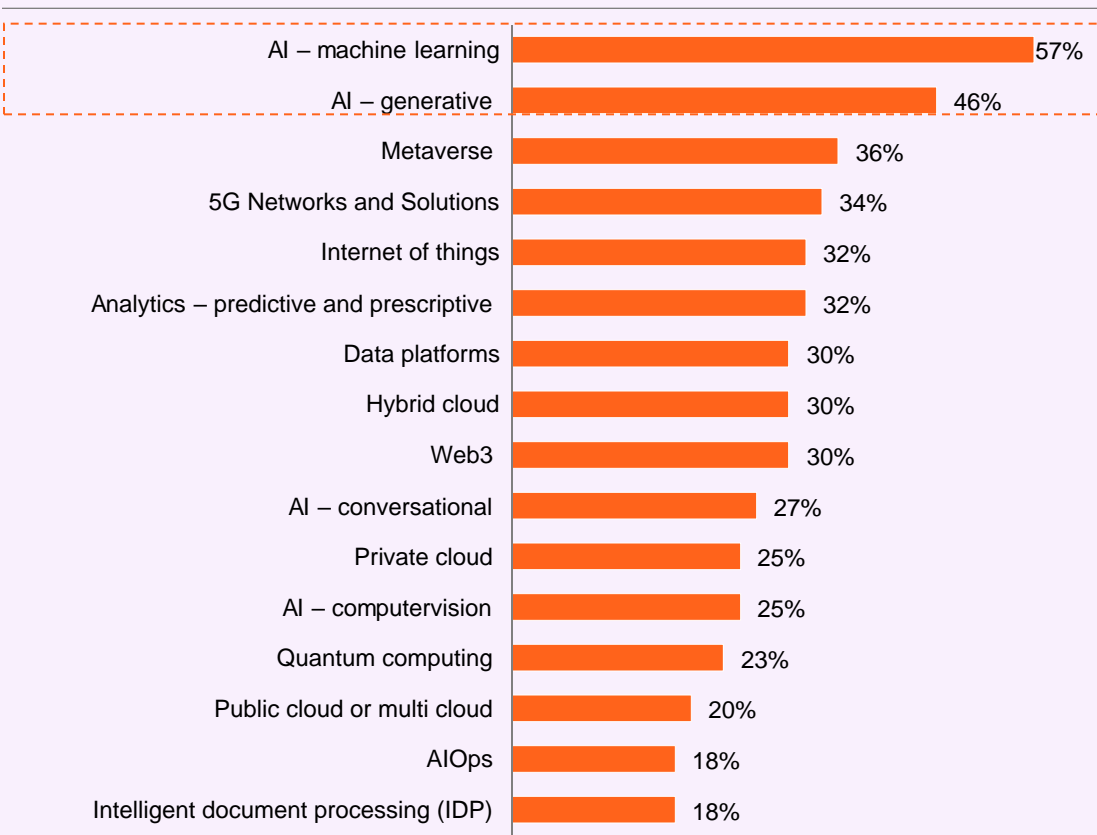 AI – machine learning 57%
AI – generative 46%
Metaverse 36%
5G Networks and Solutions 34%
Internet of things 32%
Analytics – predictive and prescriptive 32%
Data platforms 30%
Hybrid cloud 30%
Web3 30%
AI – conversational 27%
Private cloud 25%
AI – computervision 25%
Quantum computing 23%
Public cloud or multi cloud 20%
AIOps 18%
Intelligent document processing (IDP) 18%